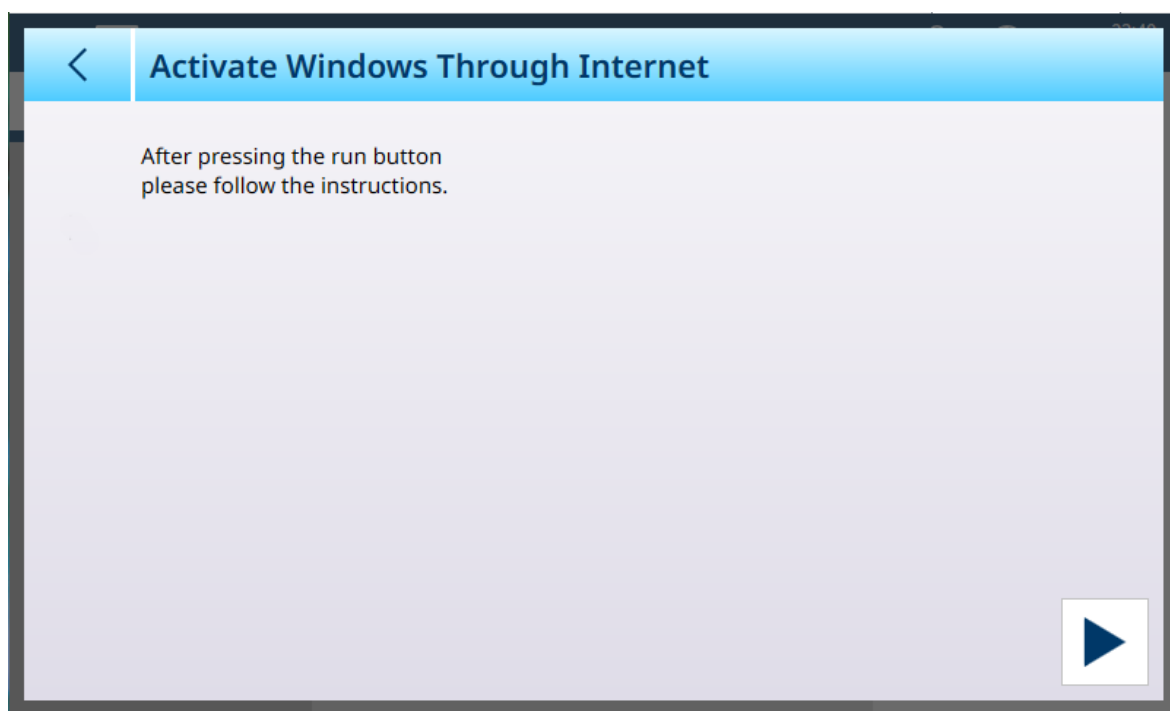 Activate Windows Through Internet
After pressing the run button
please follow the instructions.